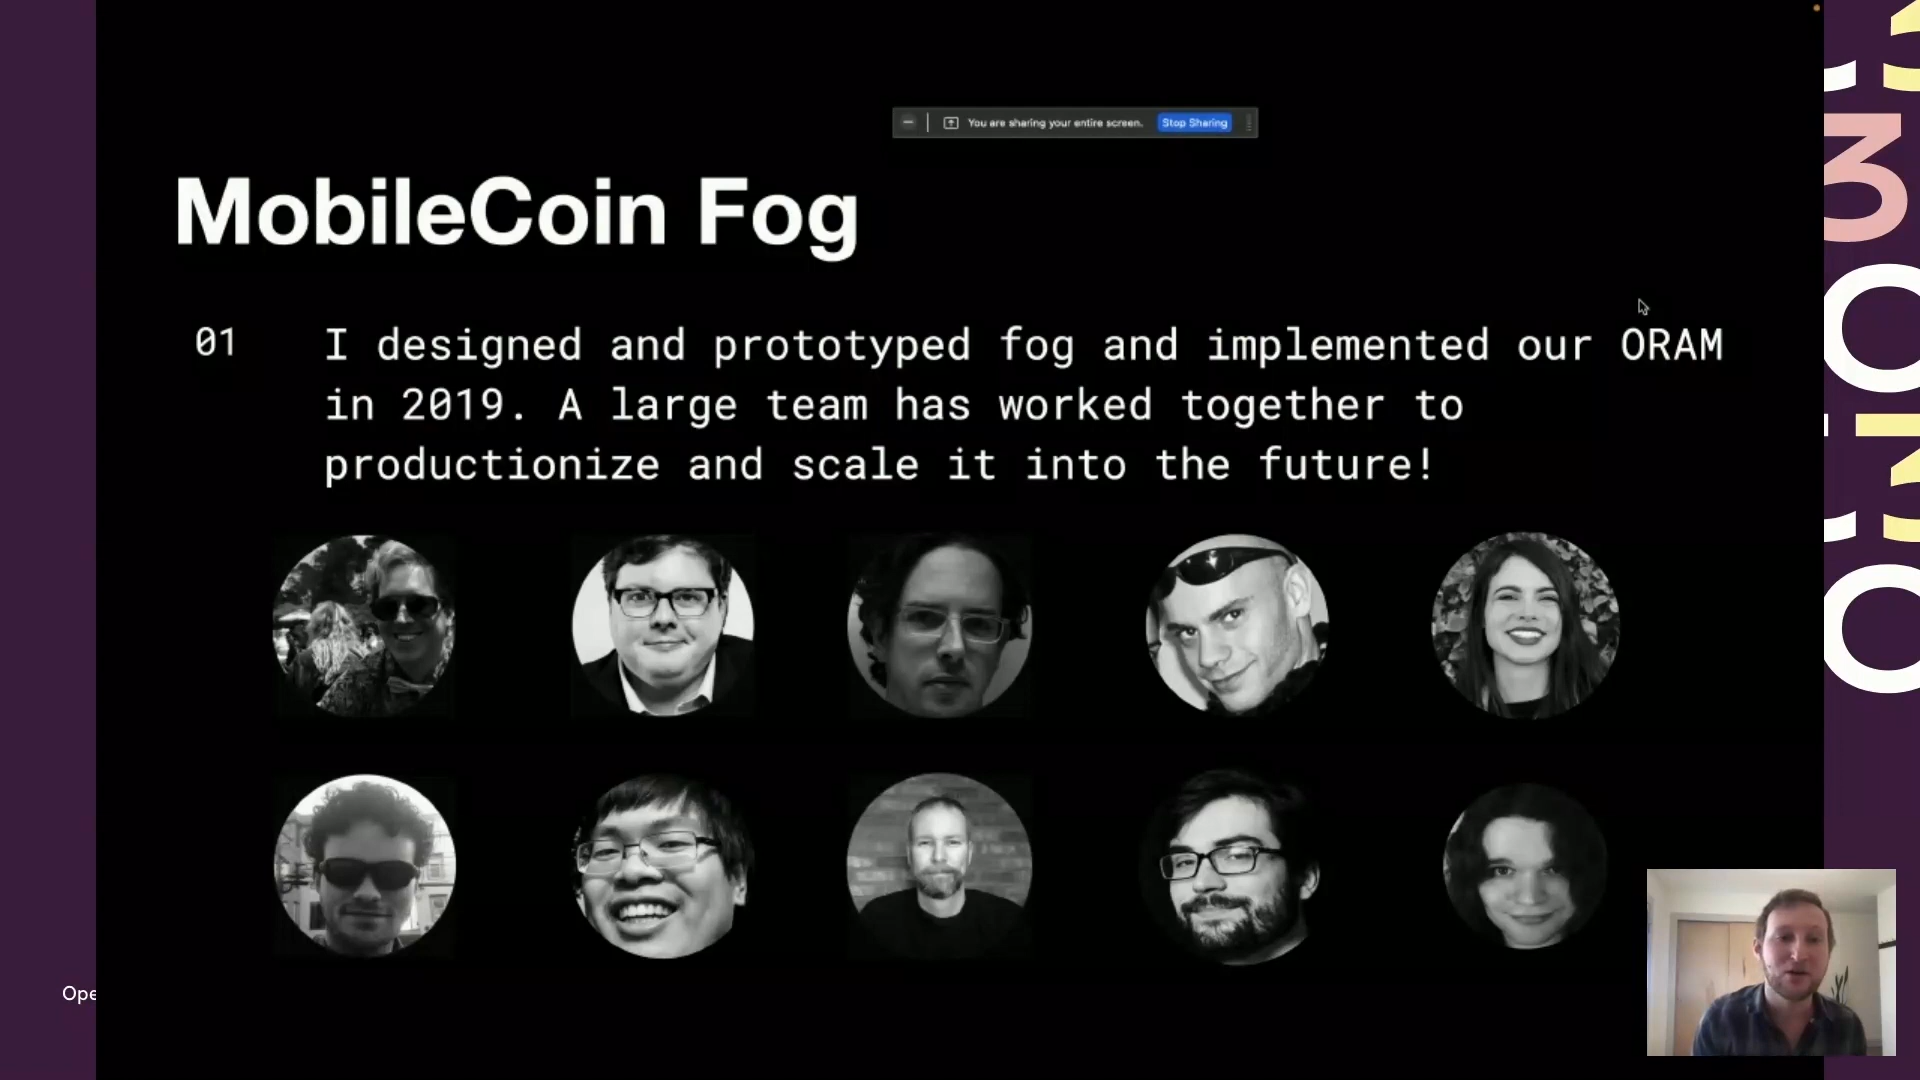 You are sharing your entire screen. Stop Sharing
MobileCoin Fog
01 I designed and prototyped fog and implemented our ORAM
in 2019. A large team has worked together to
productionize and scale it into the future!
Ope